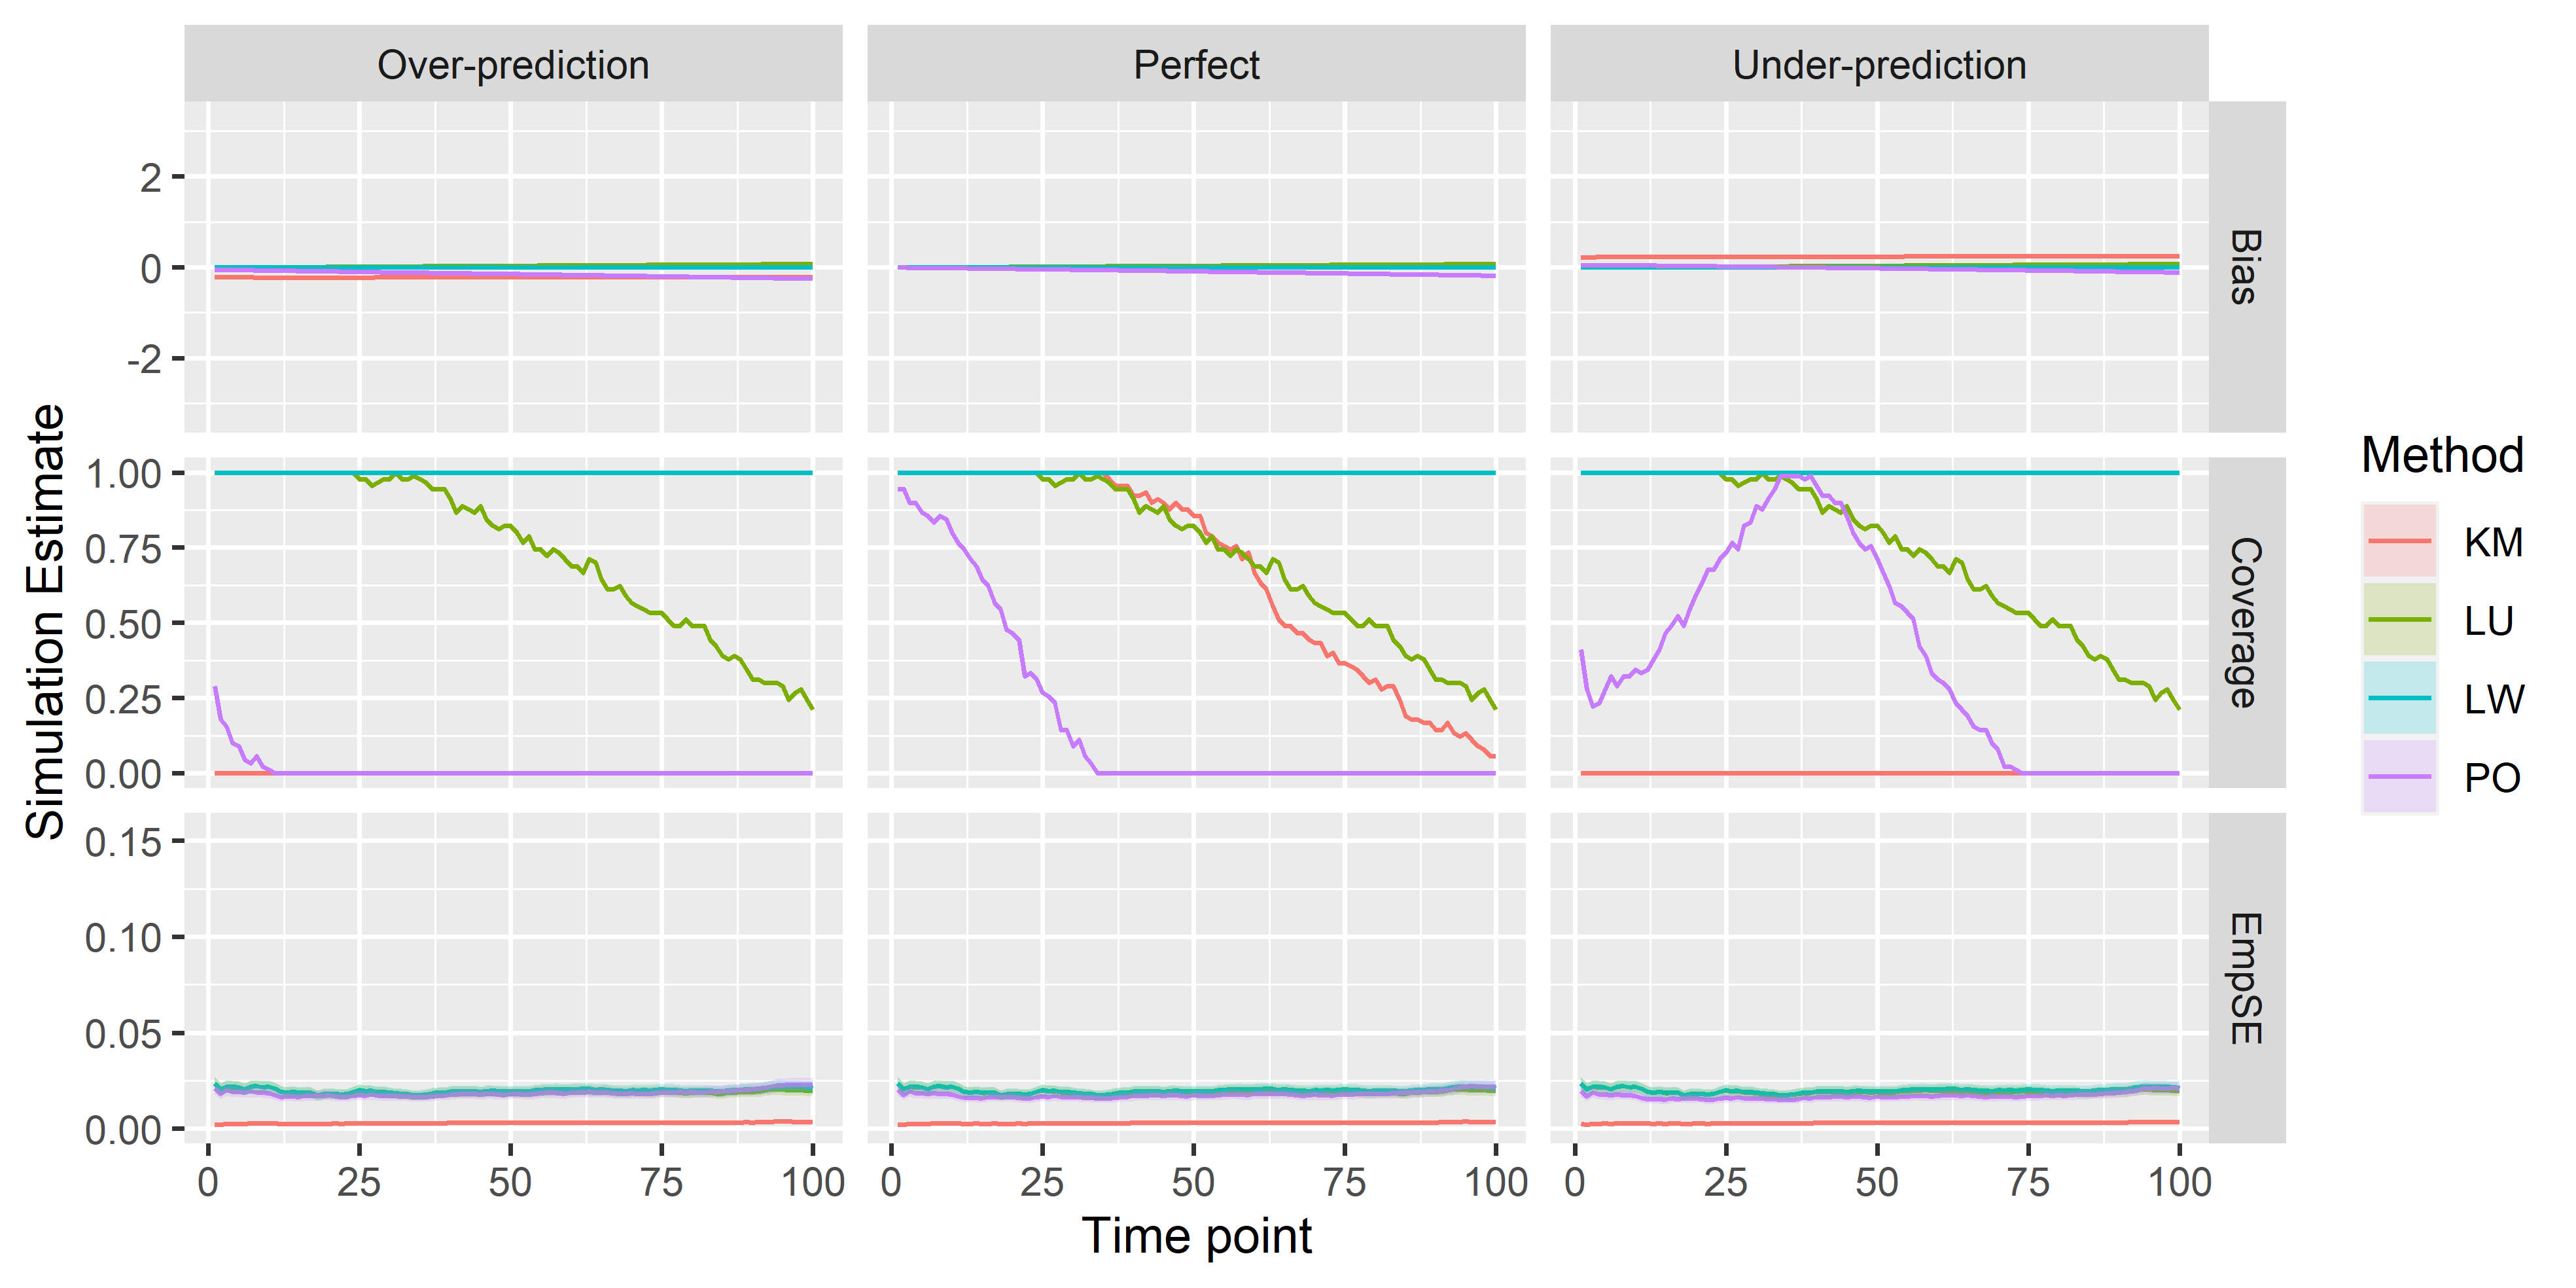 Over-prediction
Perfect
Under-prediction
2
0
-2
Bias
1.00
0.75
0.50
0.25
0.00
Coverage
0.15
0.10
0.05
0.00
EmpSE
0 25 50 75 100
0 25 50 75 100
0 25 50 75 100
Time point
Simulation Estimate
Method
KM
LU
LW
PO